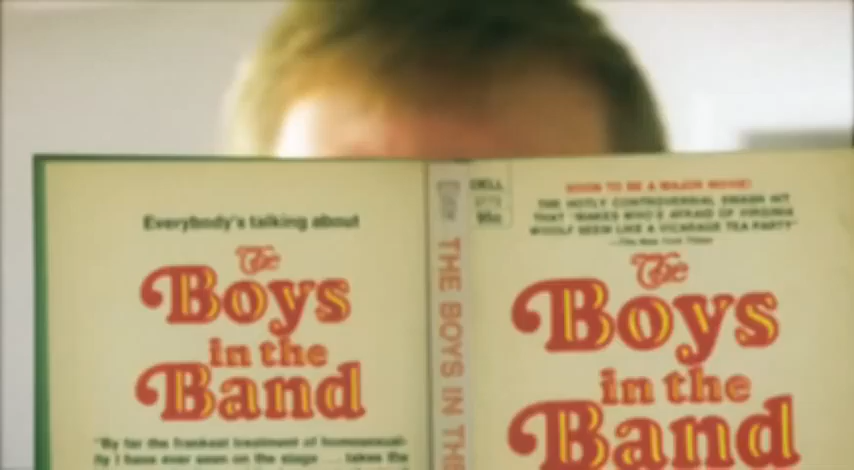 Everybody's talking about
The
Boys
in the
Band
"By far the frankest treatment of homosexual-
ity I have ever seen on the stage ... takes the
THE BOYS IN THE
DELL
95c
SOON TO BE A MAJOR MOVIE!
THE HOTLY CONTROVERSIAL SMASH HIT
THAT "MAKES WHO'S AFRAID OF VIRGINIA
WOOLF SEEM LIKE A VICARAGE TEA PARTY"
—The New York Times
The
Boys
in the
Band